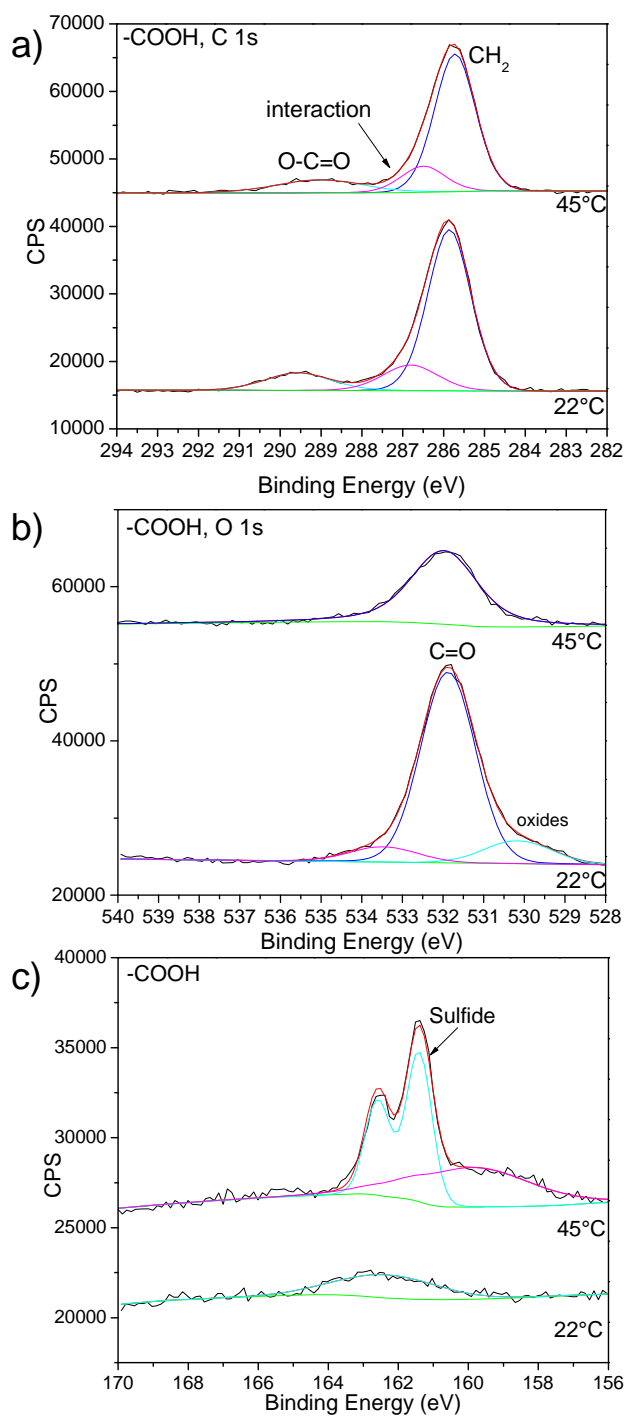 a)
-COOH, C 1s
70000
60000
50000
40000
30000
20000
10000
CPS
CH2
interaction
O-C=O
45°C
22°C
294 293 292 291 290 289 288 287 286 285 284 283 282
Binding Energy (eV)
b)
-COOH, O 1s
60000
40000
20000
CPS
45°C
C=O
oxides
22°C
540 539 538 537 536 535 534 533 532 531 530 529 528
Binding Energy (eV)
c)
-COOH
40000
35000
30000
25000
20000
CPS
Sulfide
45°C
22°C
170 168 166 164 162 160 158 156
Binding Energy (eV)